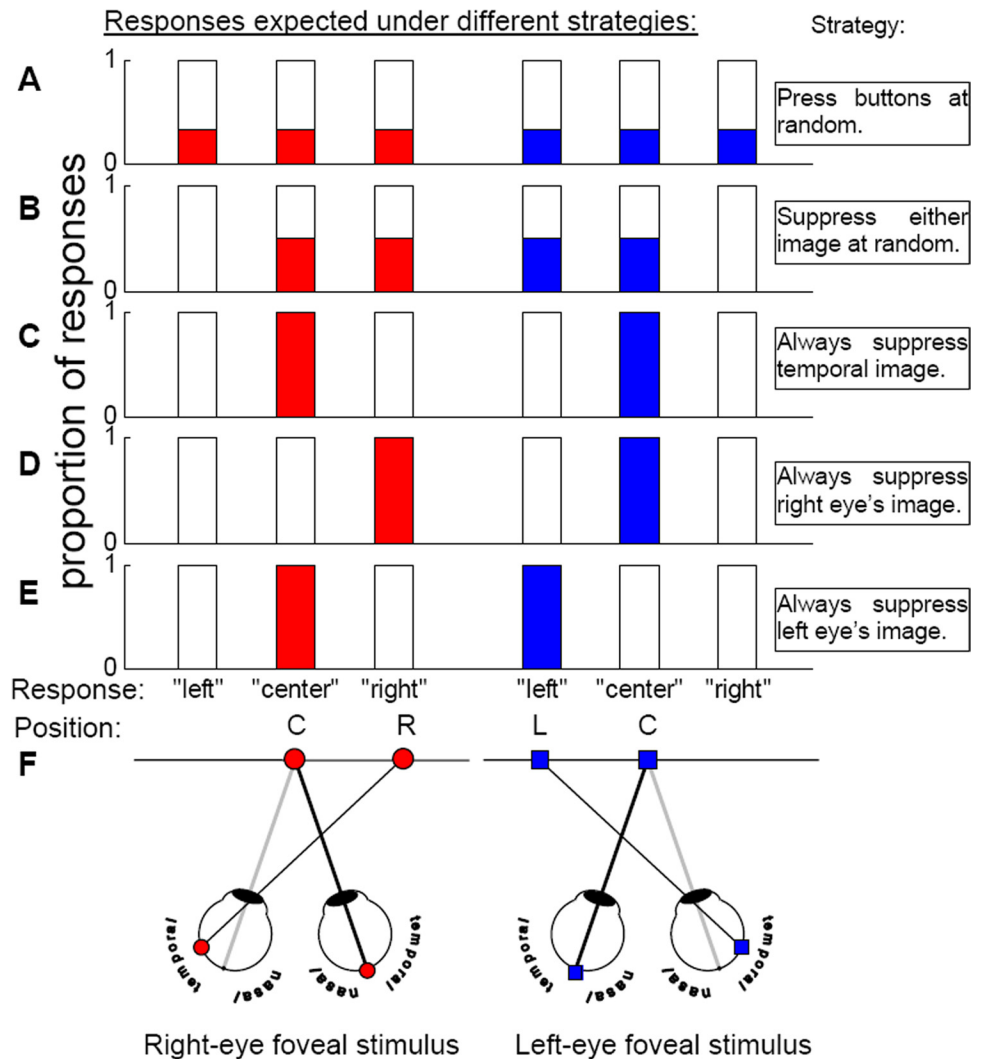 Responses expected under different strategies:
Strategy:
proportion of responses
A
1
0
Press buttons at
random.
B
1
0
Suppress either
image at random.
C
1
0
Always suppress
temporal image.
D
1
0
Always suppress
right eye's image.
E
1
0
Always suppress
left eye's image.
Response: "left" "center" "right" "left" "center" "right"
Position: C R L C
F
temporal nasal nasal temporal temporal nasal nasal temporal
Right-eye foveal stimulus Left-eye foveal stimulus